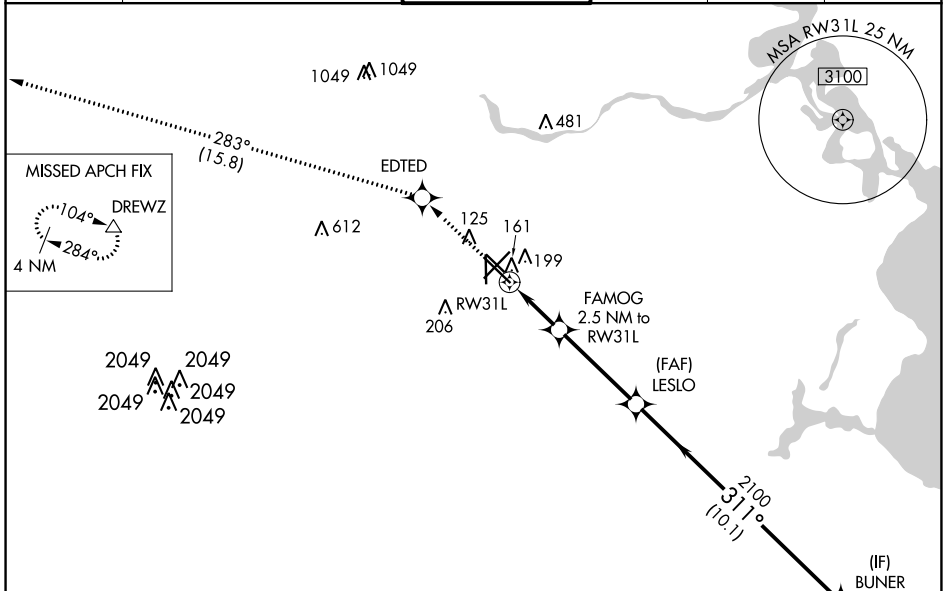 MSA RW31L 25 NM
3100
1049
1049
481
283°
(15.8)
EDTED
MISSED APCH FIX
DREWZ
104°
284°
4 NM
612
125
161
199
RW31L
206
FAMOG
2.5 NM to
RW31L
(FAF)
LESLO
2049
2049
2049
2049
2049
2100
311°
(10.1)
(IF)
BUNER